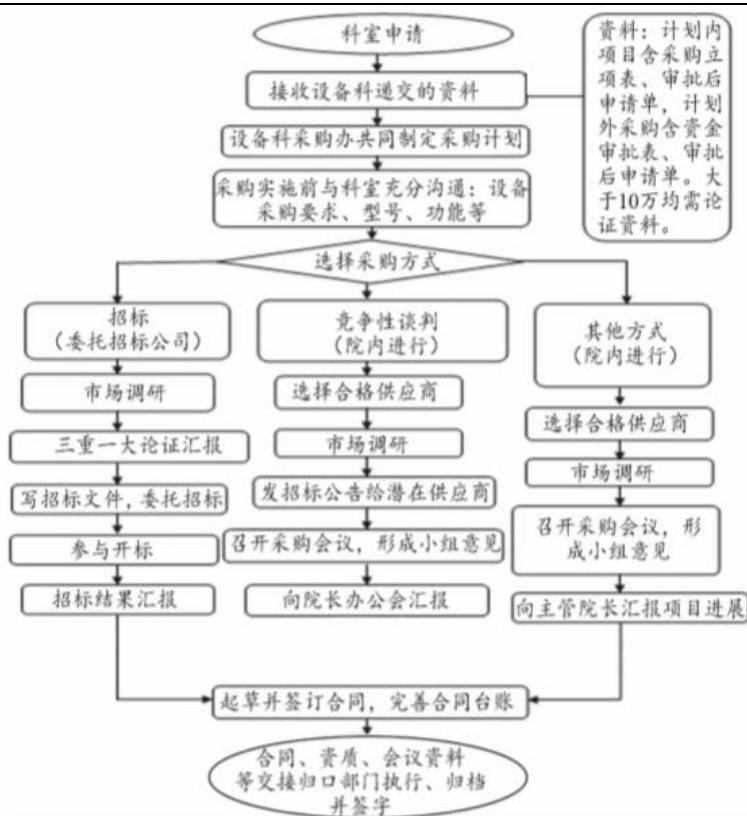 科室申请
资料：计划内
项目含采购立
项表、审批后
申请单，计划
外采购含资金
审批表、审批
后申请单。大
于10万均需论
证资料。
接收设备科递交的资料
设备科采购办共同制定采购计划
采购实施前与科室充分沟通：设备
采购要求、型号、功能等
选择采购方式
招标
（委托招标公司）
市场调研
三重一大论证汇报
写招标文件，委托招标
参与开标
招标结果汇报
竞争性谈判
（院内进行）
选择合格供应商
市场调研
发招标公告给潜在供应商
召开采购会议，形成小组意见
向院长办公会汇报
其他方式
（院内进行）
选择合格供应商
市场调研
召开采购会议，形
成小组意见
向主管院长汇报项目进展
起草并签订合同，完善合同台账
合同、资质、会议资料
等交接归口部门执行、归档
并签字